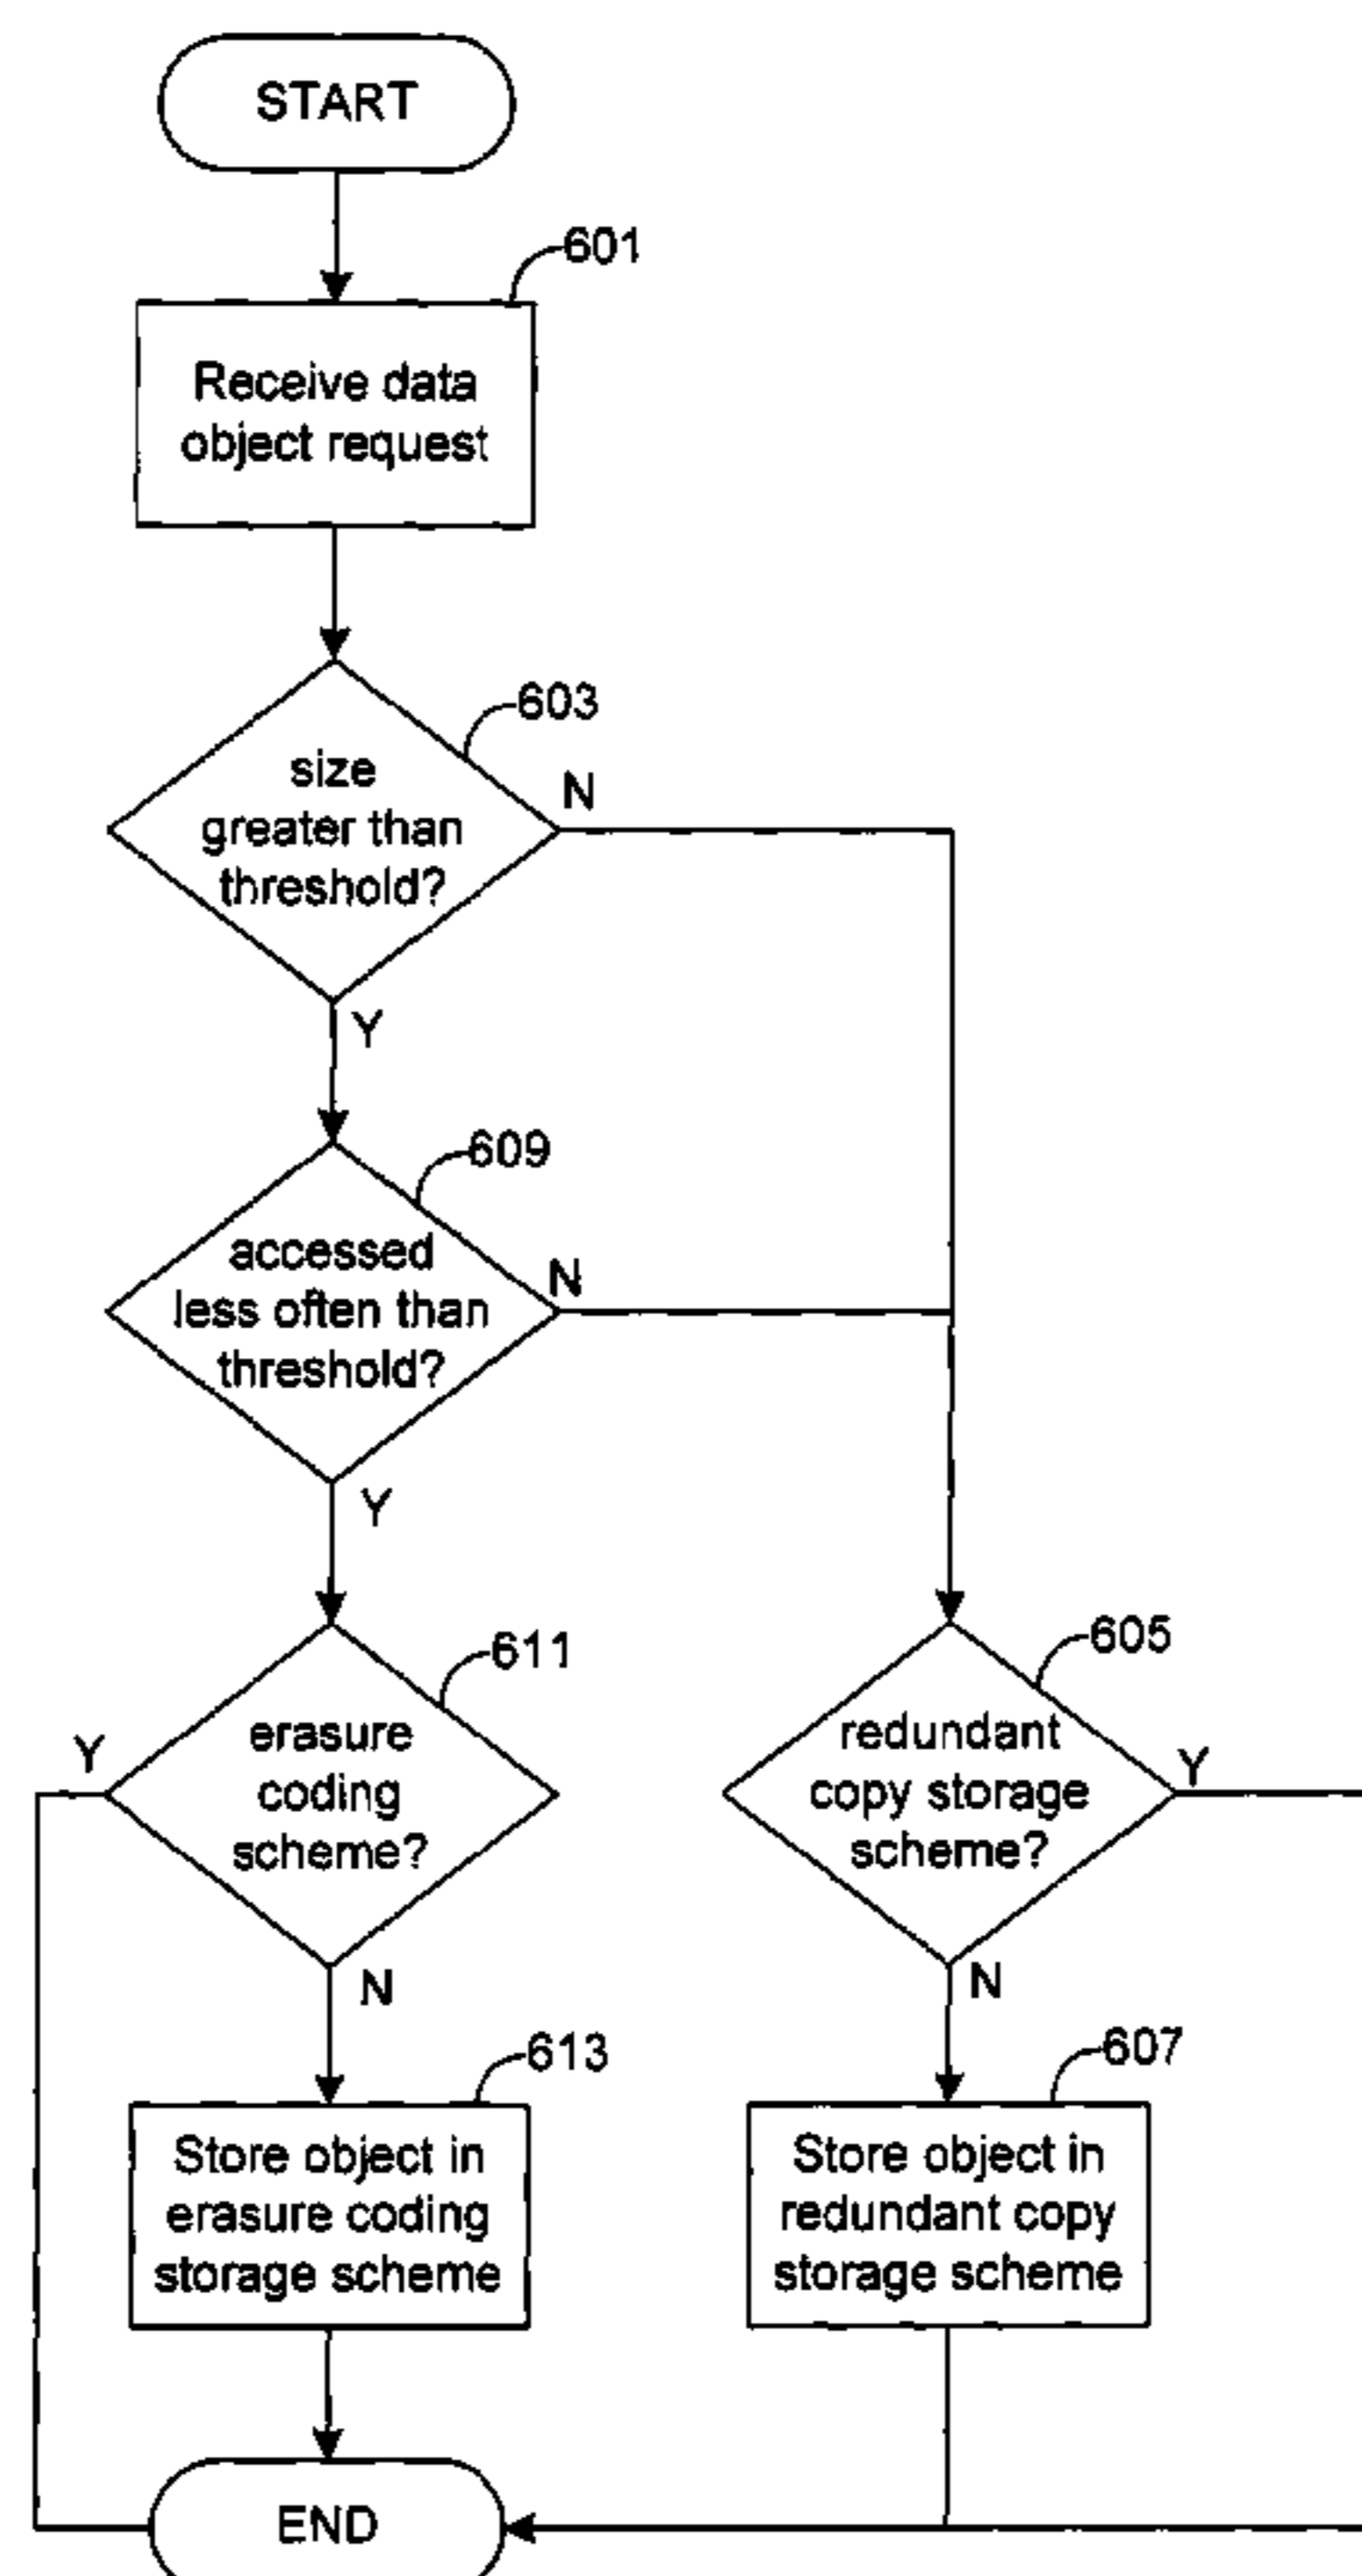 START
601
Receive data
object request
603
size
greater than
threshold?
N
Y
609
accessed
less often than
threshold?
N
Y
611
erasure
coding
scheme?
Y
N
605
redundant
copy storage
scheme?
Y
N
613
Store object in
erasure coding
storage scheme
607
Store object in
redundant copy
storage scheme
END